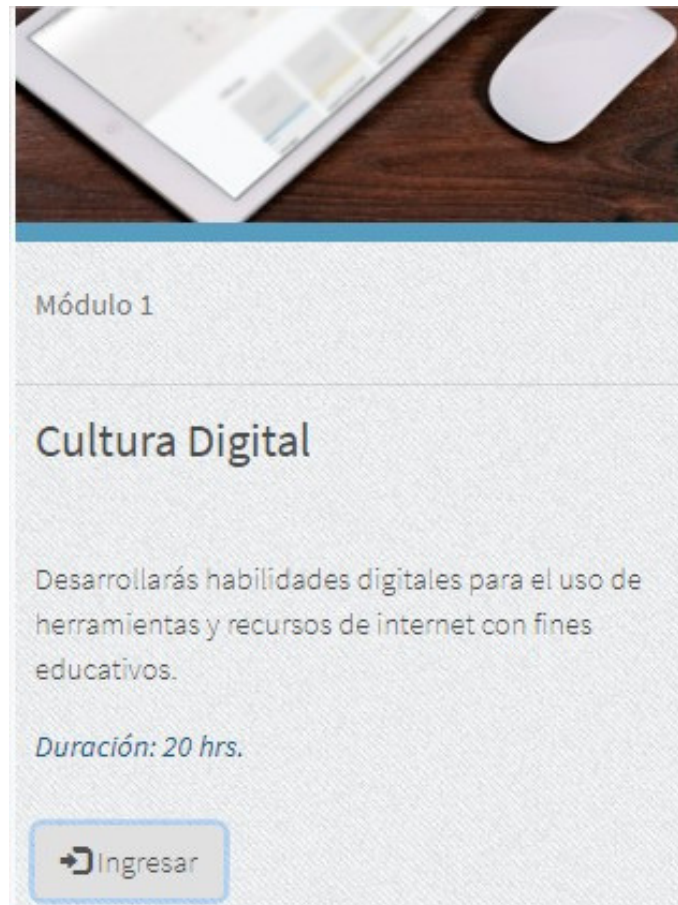 Módulo 1
Cultura Digital
Desarrollarás habilidades digitales para el uso de
herramientas y recursos de internet con fines
educativos.
Duración: 20 hrs.
Ingresar